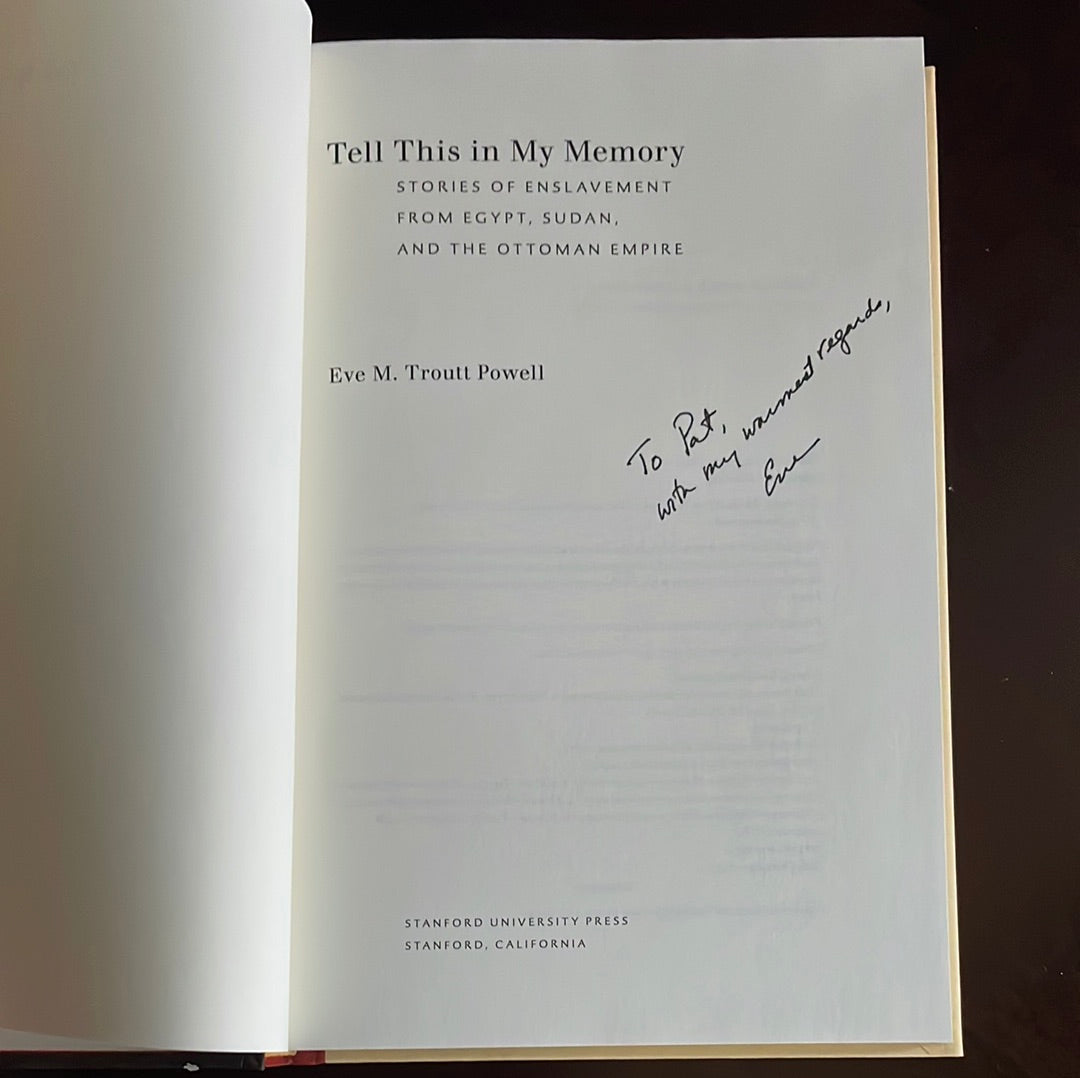 Tell This in My Memory
STORIES OF ENSLAVEMENT
FROM EGYPT, SUDAN,
AND THE OTTOMAN EMPIRE
Eve M. Troutt Powell
To Pat,
with my warmest regards,
Eve
STANFORD UNIVERSITY PRESS
STANFORD, CALIFORNIA